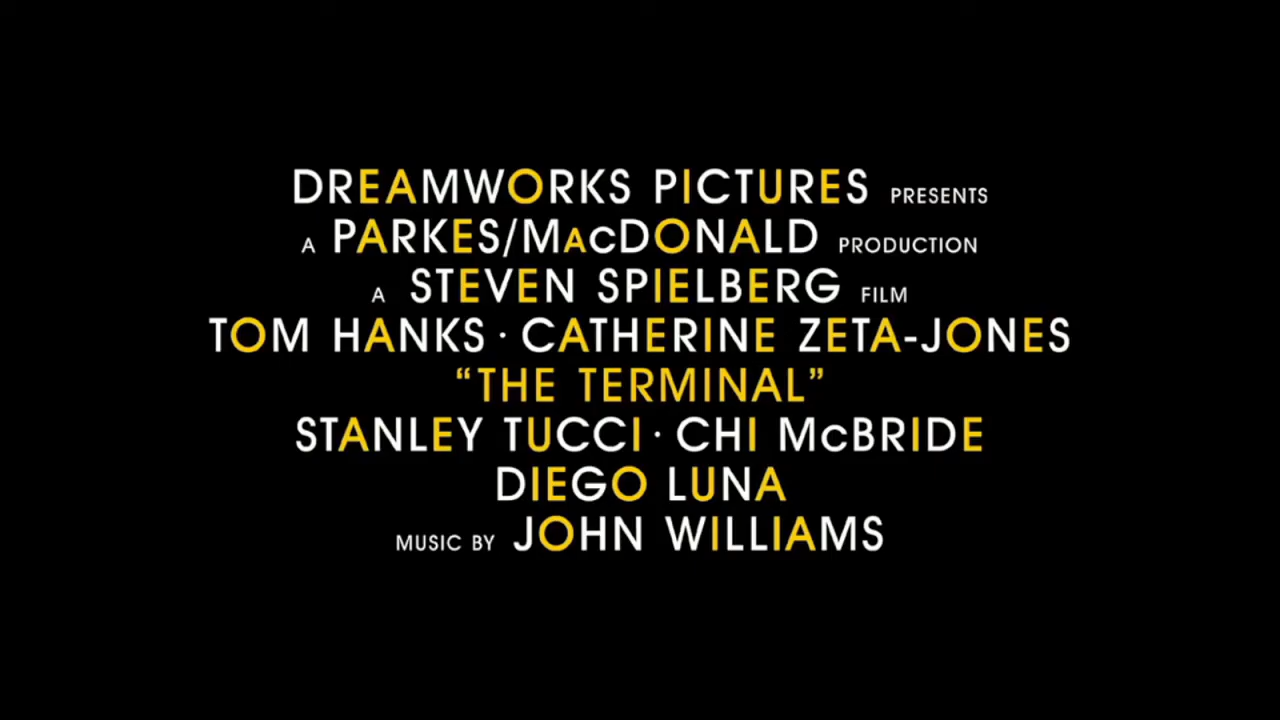 DREAMWORKS PICTURES PRESENTS
A PARKES/MACDONALD PRODUCTION
A STEVEN SPIELBERG FILM
TOM HANKS · CATHERINE ZETA-JONES
“THE TERMINAL”
STANLEY TUCCI · CHI McBRIDE
DIEGO LUNA
MUSIC BY JOHN WILLIAMS